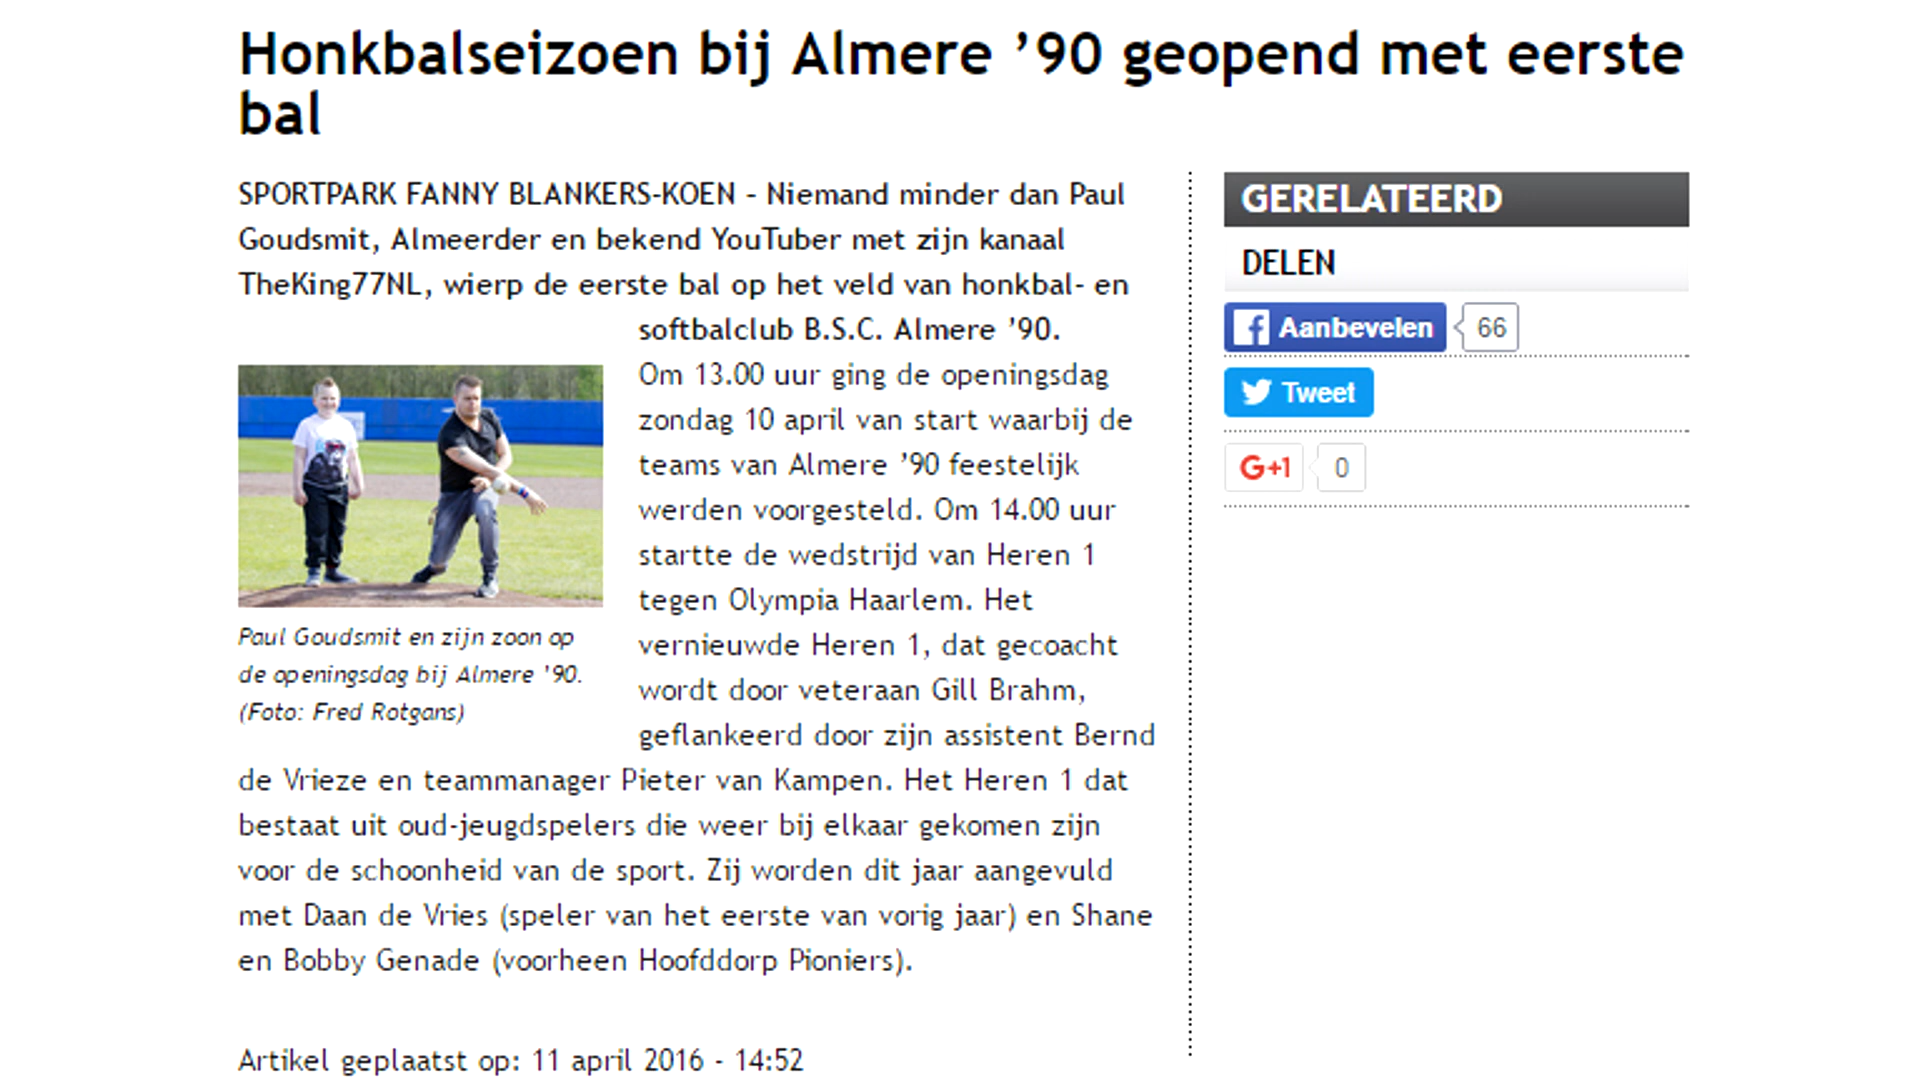 Honkbalseizoen bij Almere ’90 geopend met eerste
bal
SPORTPARK FANNY BLANKERS-KOEN - Niemand minder dan Paul
Goudsmit, Almeerder en bekend YouTuber met zijn kanaal
TheKing77NL, wierp de eerste bal op het veld van honkbal- en
softbalclub B.S.C. Almere ’90.
Om 13.00 uur ging de openingsdag
zondag 10 april van start waarbij de
teams van Almere ’90 feestelijk
werden voorgesteld. Om 14.00 uur
startte de wedstrijd van Heren 1
tegen Olympia Haarlem. Het
vernieuwde Heren 1, dat gecoacht
wordt door veteraan Gill Brahm,
geflankeerd door zijn assistent Bernd
de Vrieze en teammanager Pieter van Kampen. Het Heren 1 dat
bestaat uit oud-jeugdspelers die weer bij elkaar gekomen zijn
voor de schoonheid van de sport. Zij worden dit jaar aangevuld
met Daan de Vries (speler van het eerste van vorig jaar) en Shane
en Bobby Genade (voorheen Hoofddorp Pioniers).
Paul Goudsmit en zijn zoon op
de openingsdag bij Almere ’90.
(Foto: Fred Rotgans)
Artikel geplaatst op: 11 april 2016 - 14:52
GERELATEERD
DELEN
Aanbevelen 66
Tweet
G+1 0